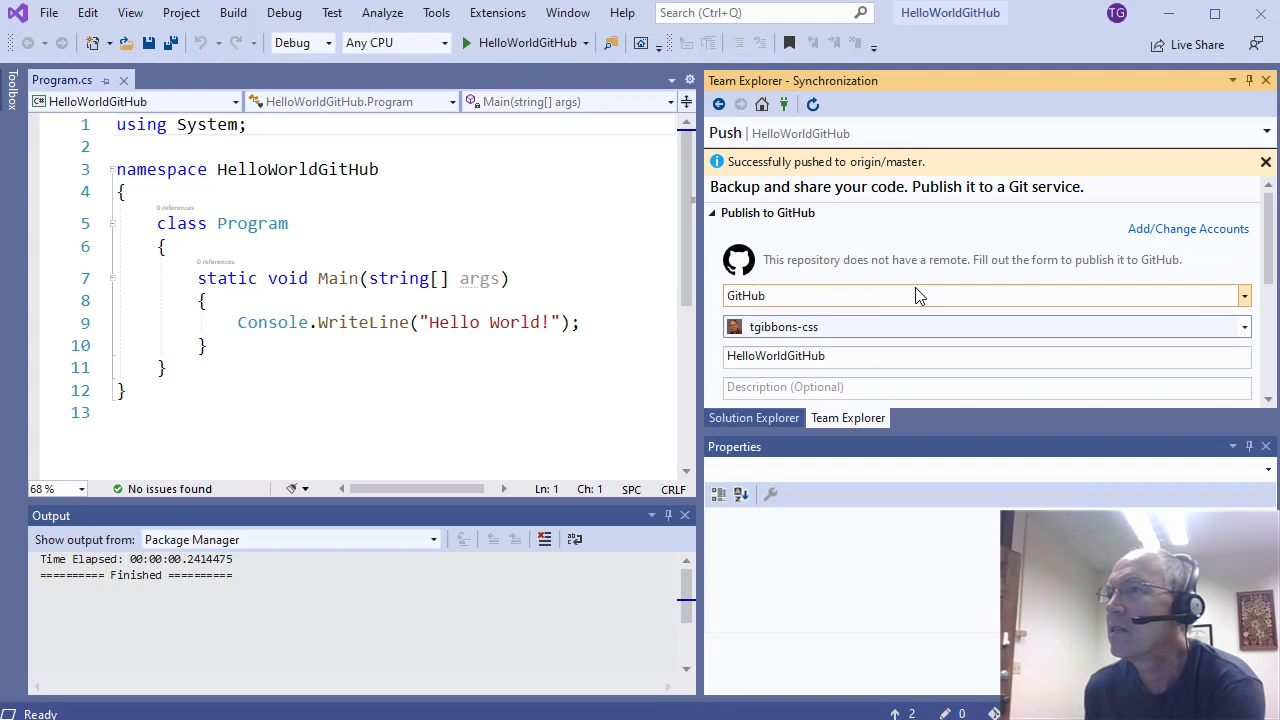 File Edit View Project Build Debug Test Analyze Tools Extensions Window Help Search (Ctrl+Q) HelloWorldGitHub TG
Debug Any CPU HelloWorldGitHub Live Share
Toolbox
Program.cs
HelloWorldGitHub HelloWorldGitHub.Program Main(string[] args)
1 using System;
2
3 namespace HelloWorldGitHub
4 {
0 references
5 class Program
6 {
0 references
7 static void Main(string[] args)
8 {
9 Console.WriteLine("Hello World!");
10 }
11 }
12 }
13
68 % No issues found Ln: 1 Ch: 1 SPC CRLF
Output
Show output from: Package Manager
Time Elapsed: 00:00:00.2414475
========== Finished ==========
Team Explorer - Synchronization
Push | HelloWorldGitHub
Successfully pushed to origin/master.
Backup and share your code. Publish it to a Git service.
Publish to GitHub
Add/Change Accounts
This repository does not have a remote. Fill out the form to publish it to GitHub.
GitHub
tgibbons-css
HelloWorldGitHub
Description (Optional)
Solution Explorer Team Explorer
Properties
Ready 2 0